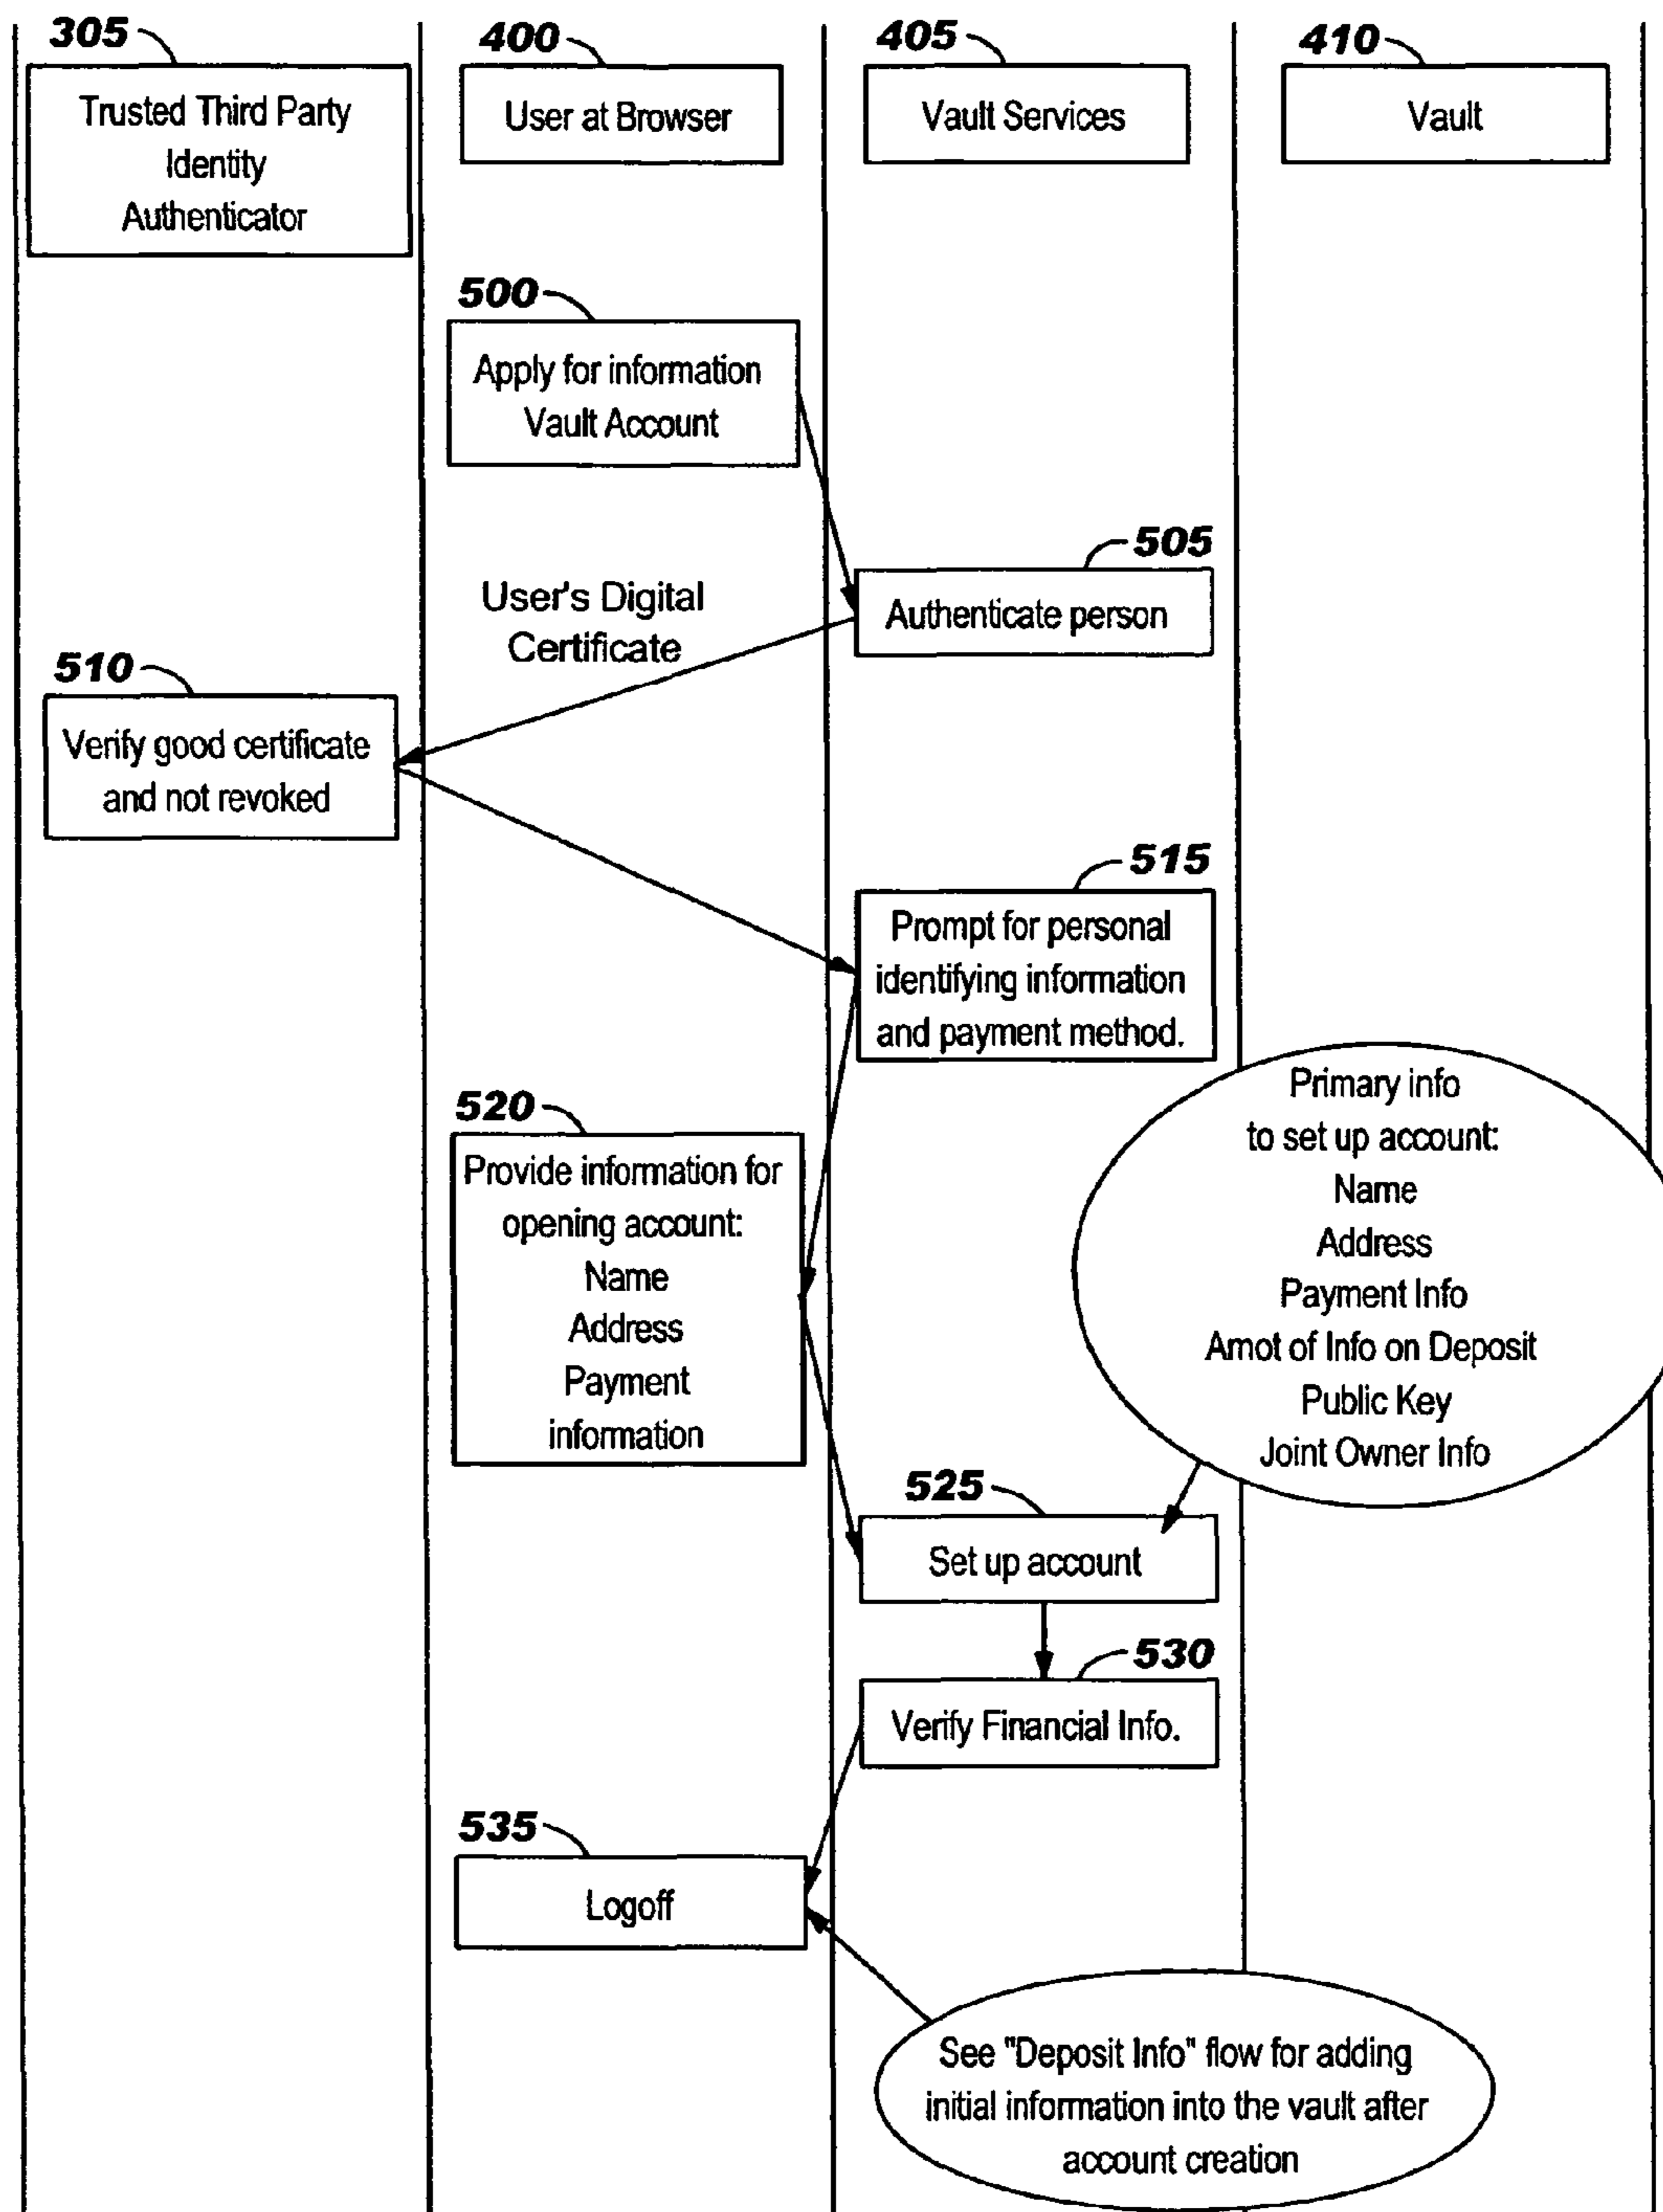 305
400
405
410
Trusted Third Party
Identity
Authenticator
User at Browser
Vault Services
Vault
500
Apply for information
Vault Account
505
Authenticate person
User's Digital
Certificate
510
Verify good certificate
and not revoked
515
Prompt for personal
identifying information
and payment method.
Primary info
to set up account:
Name
Address
Payment Info
Amot of Info on Deposit
Public Key
Joint Owner Info
520
Provide information for
opening account:
Name
Address
Payment
information
525
Set up account
530
Verify Financial Info.
535
Logoff
See "Deposit Info" flow for adding
initial information into the vault after
account creation